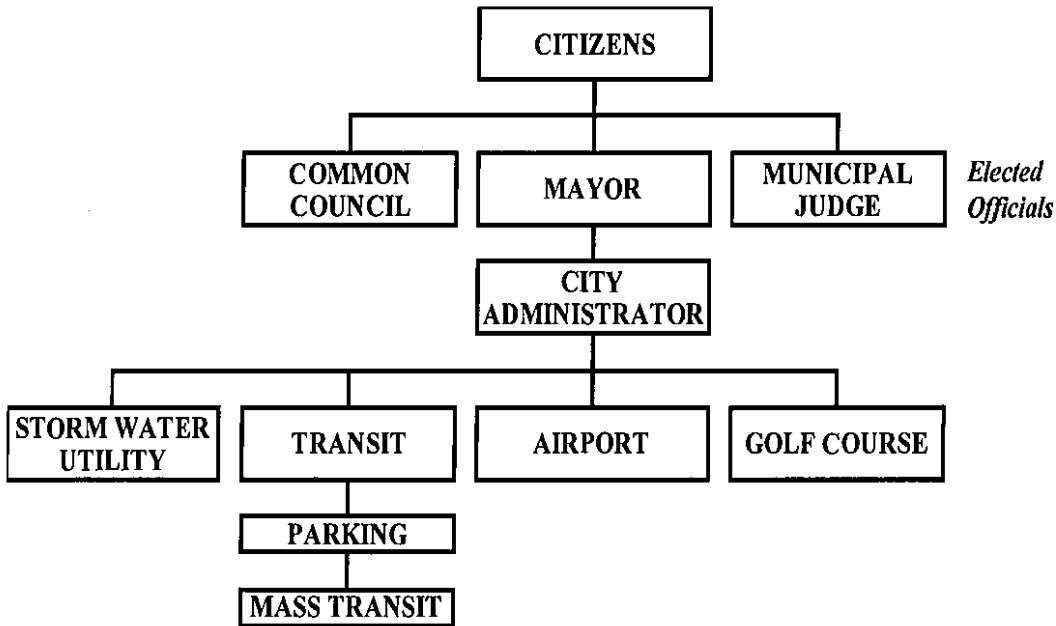 CITIZENS
COMMON
COUNCIL
MAYOR
MUNICIPAL
JUDGE
Elected
Officials
CITY
ADMINISTRATOR
STORM WATER
UTILITY
TRANSIT
AIRPORT
GOLF COURSE
PARKING
MASS TRANSIT